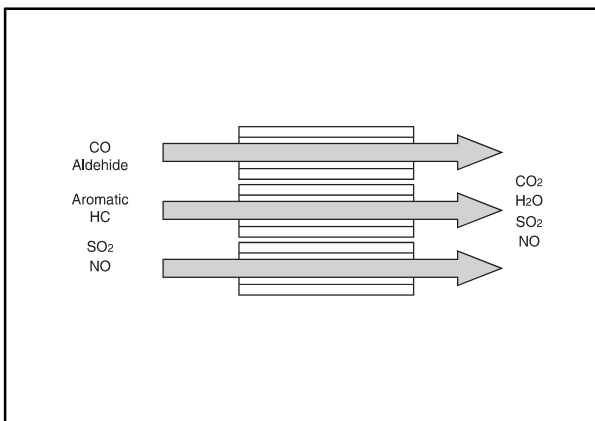 CO
Aldehide
Aromatic
HC
SO2
NO
CO2
H2O
SO2
NO